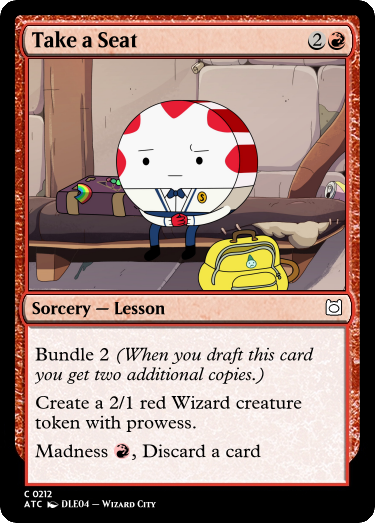 Take a Seat 2
Sorcery — Lesson
Bundle 2 (When you draft this card
you get two additional copies.)
Create a 2/1 red Wizard creature
token with prowess.
Madness , Discard a card
C 0212
ATC DLE04 — Wizard City